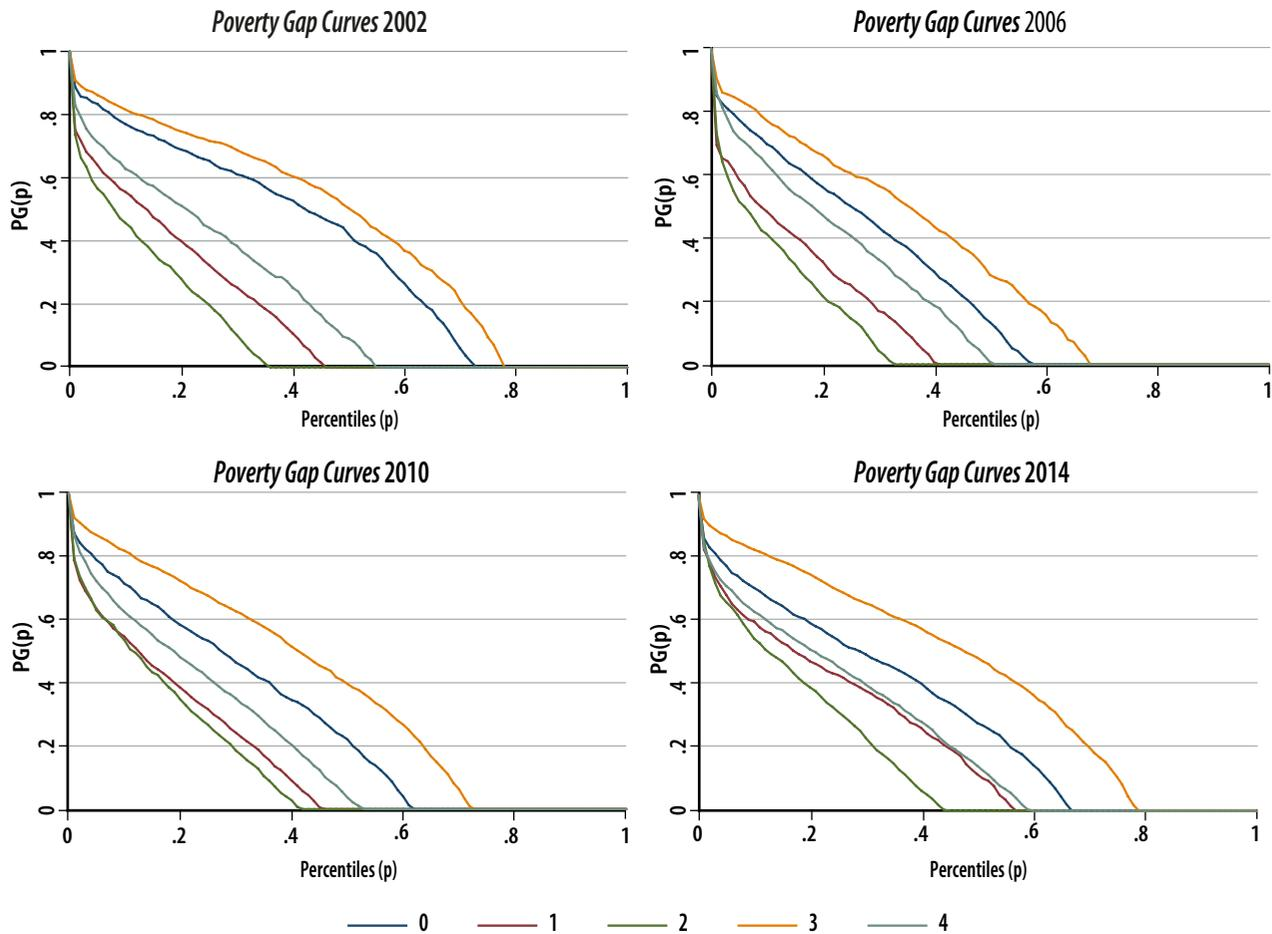 Poverty Gap Curves 2002
1
.8
.6
.4
.2
0
PG(p)
0 .2 .4 .6 .8 1
Percentiles (p)
Poverty Gap Curves 2006
1
.8
.6
.4
.2
0
PG(p)
0 .2 .4 .6 .8 1
Percentiles (p)
Poverty Gap Curves 2010
1
.8
.6
.4
.2
0
PG(p)
0 .2 .4 .6 .8 1
Percentiles (p)
Poverty Gap Curves 2014
1
.8
.6
.4
.2
0
PG(p)
0 .2 .4 .6 .8 1
Percentiles (p)
0 1 2 3 4